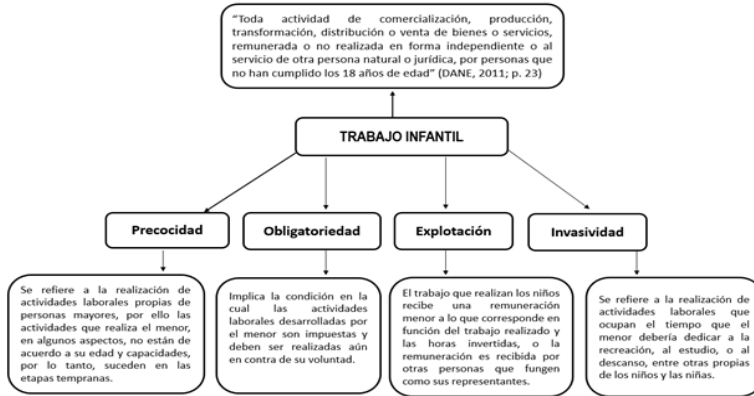 “Toda actividad de comercialización, producción,
transformación, distribución o venta de bienes o servicios,
remunerada o no realizada en forma independiente o al
servicio de otra persona natural o jurídica, por personas que
no han cumplido los 18 años de edad” (DANE, 2011; p. 23)
TRABAJO INFANTIL
Precocidad
Obligatoriedad
Explotación
Invasividad
Se refiere a la realización de
actividades laborales propias de
personas mayores, por ello las
actividades que realiza el menor,
en algunos aspectos, no están de
acuerdo a su edad y capacidades,
por lo tanto, suceden en las
etapas tempranas.
Implica la condición en la
cual las actividades
laborales desarrolladas por
el menor son impuestas y
deben ser realizadas aún
en contra de su voluntad.
El trabajo que realizan los niños
recibe una remuneración
menor a lo que corresponde en
función del trabajo realizado y
las horas invertidas, o la
remuneración es recibida por
otras personas que fungen
como sus representantes.
Se refiere a la realización de
actividades laborales que
ocupan el tiempo que el
menor debería dedicar a la
recreación, al estudio, o al
descanso, entre otras propias
de los niños y las niñas.